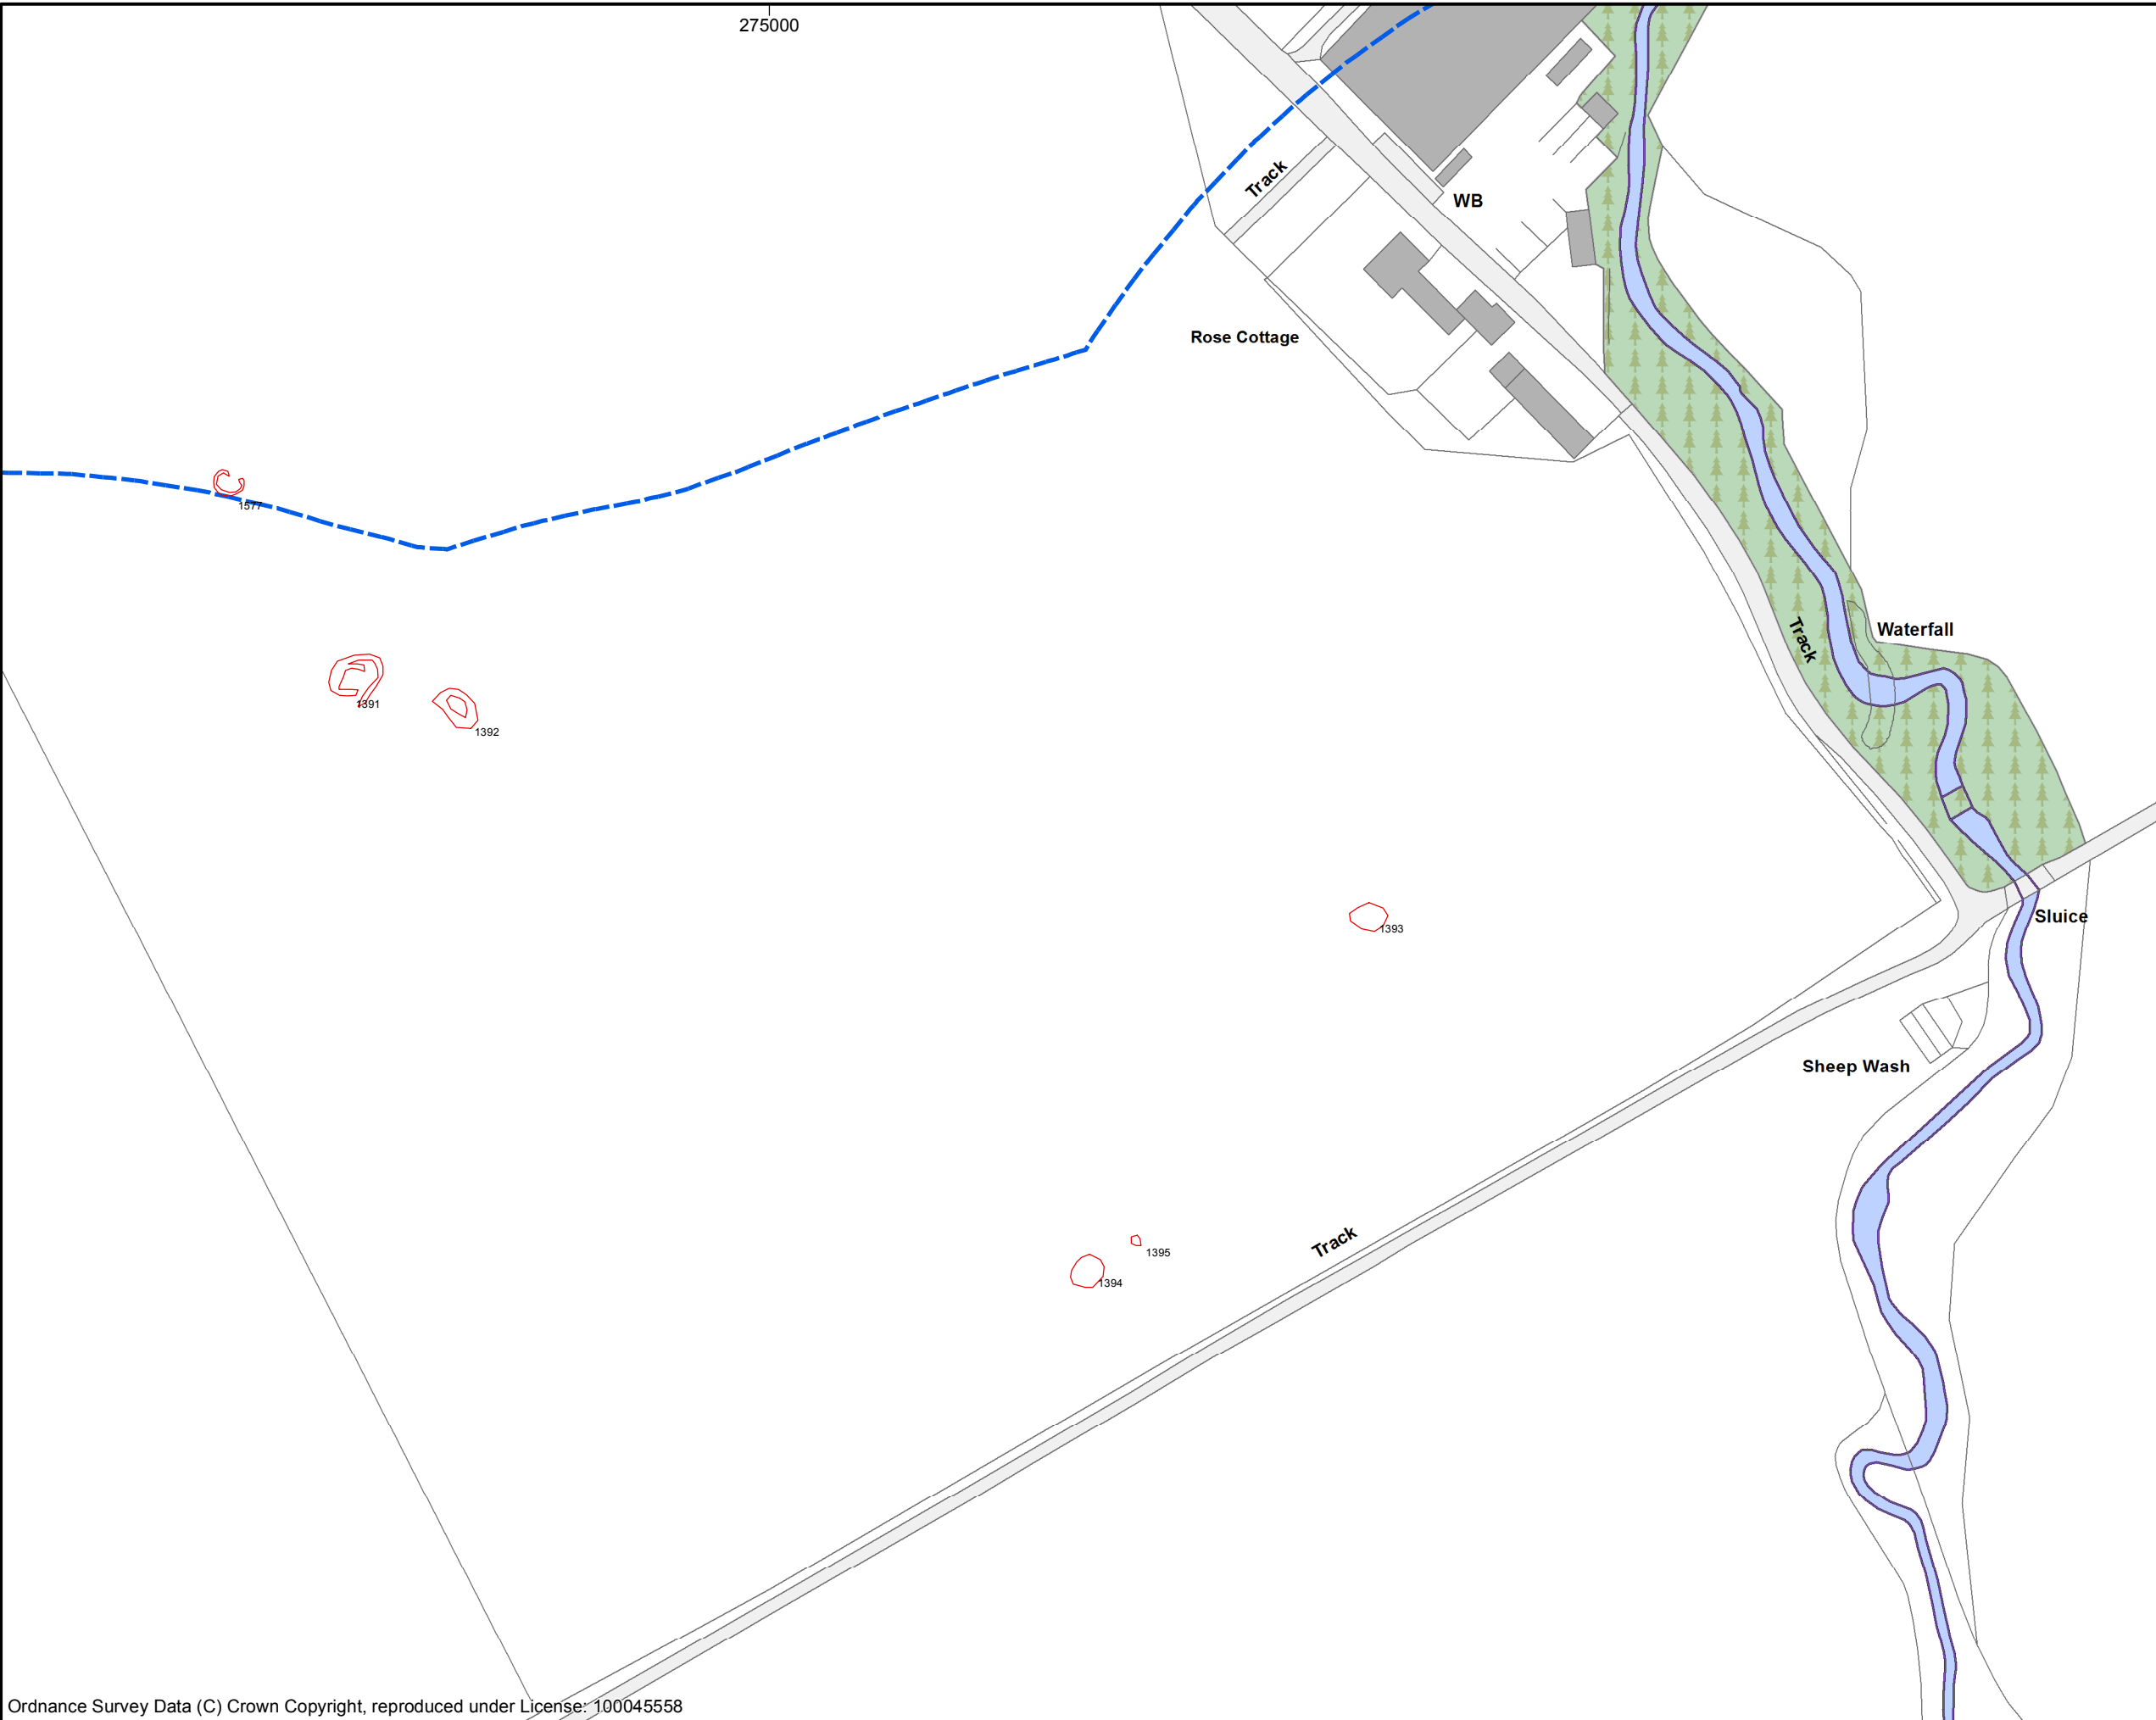 275000
Track
WB
Rose Cottage
1577
Waterfall
Track
1391
1392
1393
Sluice
Sheep Wash
Track
1395
1394
Ordnance Survey Data (C) Crown Copyright, reproduced under License: 100045558